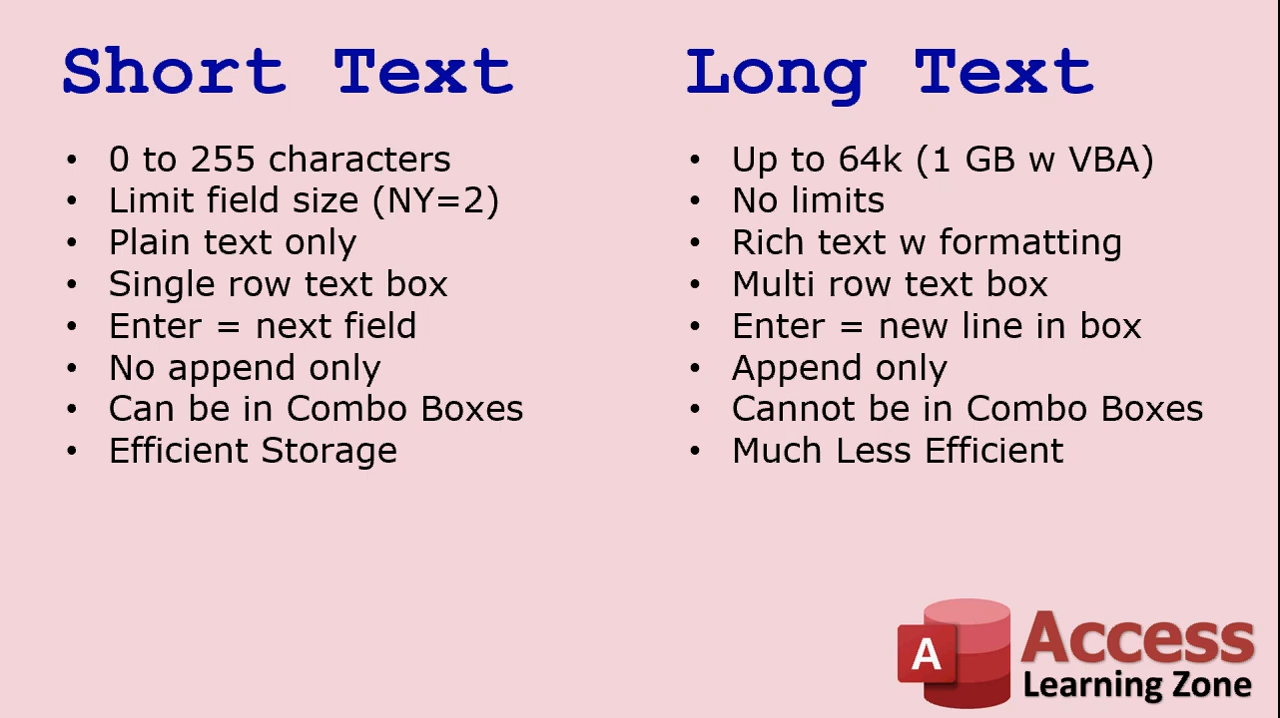 Short Text
• 0 to 255 characters
• Limit field size (NY=2)
• Plain text only
• Single row text box
• Enter = next field
• No append only
• Can be in Combo Boxes
• Efficient Storage
Long Text
• Up to 64k (1 GB w VBA)
• No limits
• Rich text w formatting
• Multi row text box
• Enter = new line in box
• Append only
• Cannot be in Combo Boxes
• Much Less Efficient
A
Access
Learning Zone